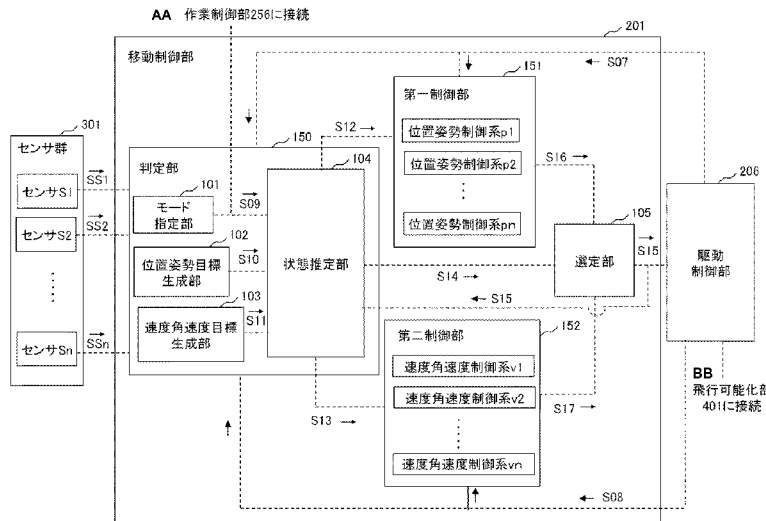 AA 作業制御部256に接続
201
移動制御部
S07
151
第一制御部
301
センサ群
150
S12
位置姿勢制御系p1
判定部
104
位置姿勢制御系p2
S16
センサS1
SS1
101
S09
206
モード
指定部
位置姿勢制御系pn
105
センサS2
SS2
102
S10
状態推定部
選定部
S15
駆動
制御部
位置姿勢目標
生成部
S14
103
S11
S15
速度角速度目標
生成部
第二制御部
152
センサSn
SSn
速度角速度制御系v1
BB
飛行可能化部
401に接続
S13
速度角速度制御系v2
S17
速度角速度制御系vn
S08